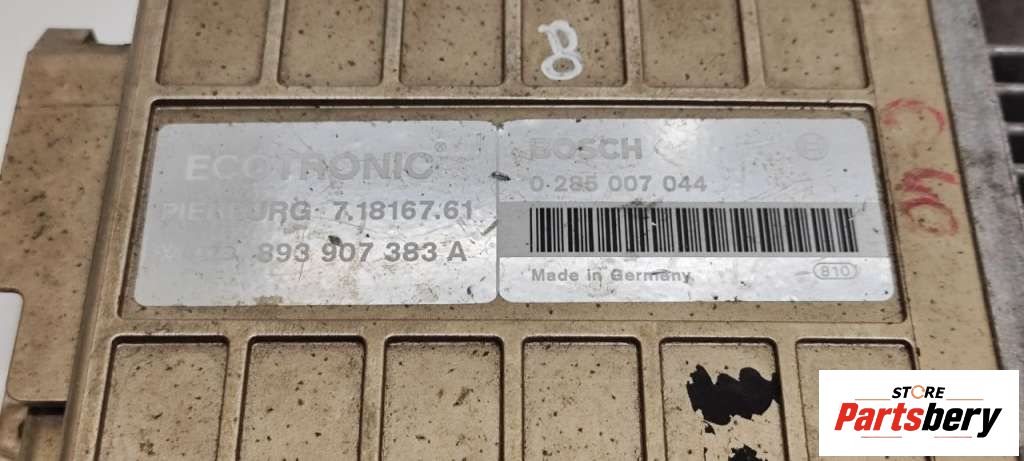 8
ECOTRONIC®
PIERBURG 7.18167.61
893 907 383 A
BOSCH
0 285 007 044
Made in Germany
810
STORE
Partsbery